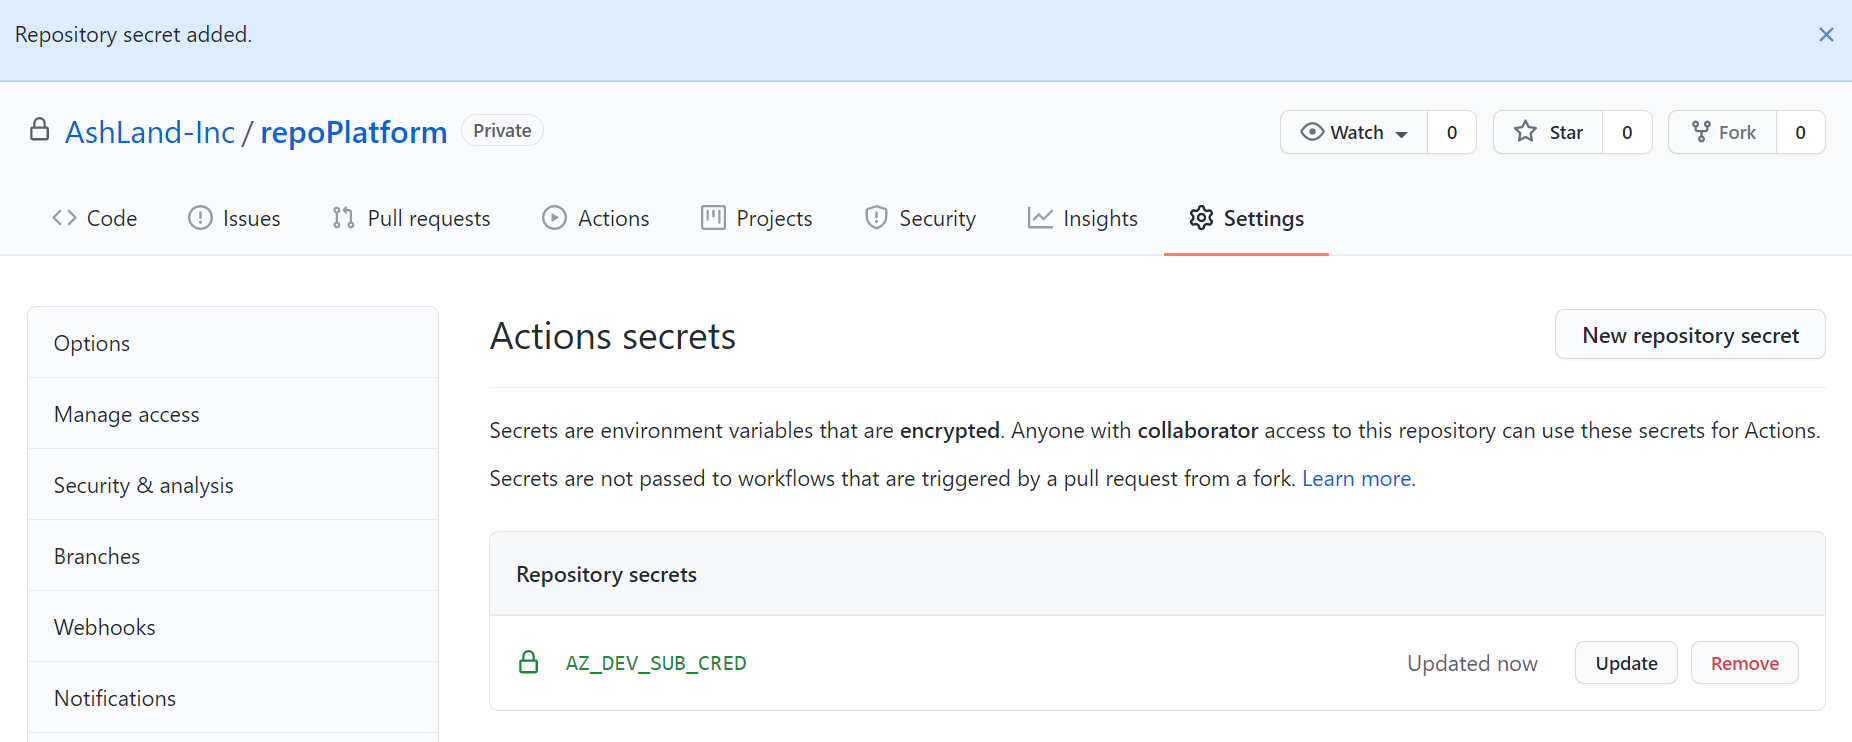 Repository secret added.
AshLand-Inc / repoPlatform Private
Watch 0 Star 0 Fork 0
Code Issues Pull requests Actions Projects Security Insights Settings
Options
Manage access
Security & analysis
Branches
Webhooks
Notifications
Actions secrets
New repository secret
Secrets are environment variables that are encrypted. Anyone with collaborator access to this repository can use these secrets for Actions.
Secrets are not passed to workflows that are triggered by a pull request from a fork. Learn more.
Repository secrets
AZ_DEV_SUB_CRED Updated now Update Remove